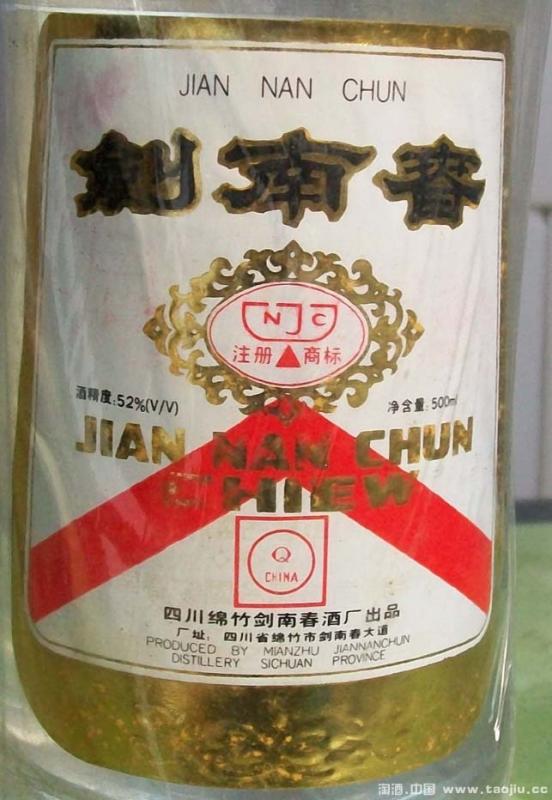 JIAN NAN CHUN
劍南春
NJC
注册▲商标
酒精度:52%(V/V)
净含量:500ml
JIAN NAN CHUN
CHIEW
Q
CHINA
四川绵竹剑南春酒厂出品
厂址:四川省绵竹市剑南春大道
PRODUCED BY MIANZHU JIANNANCHUN
DISTILLERY SICHUAN PROVINCE
淘酒.中国 www.taojiu.cc